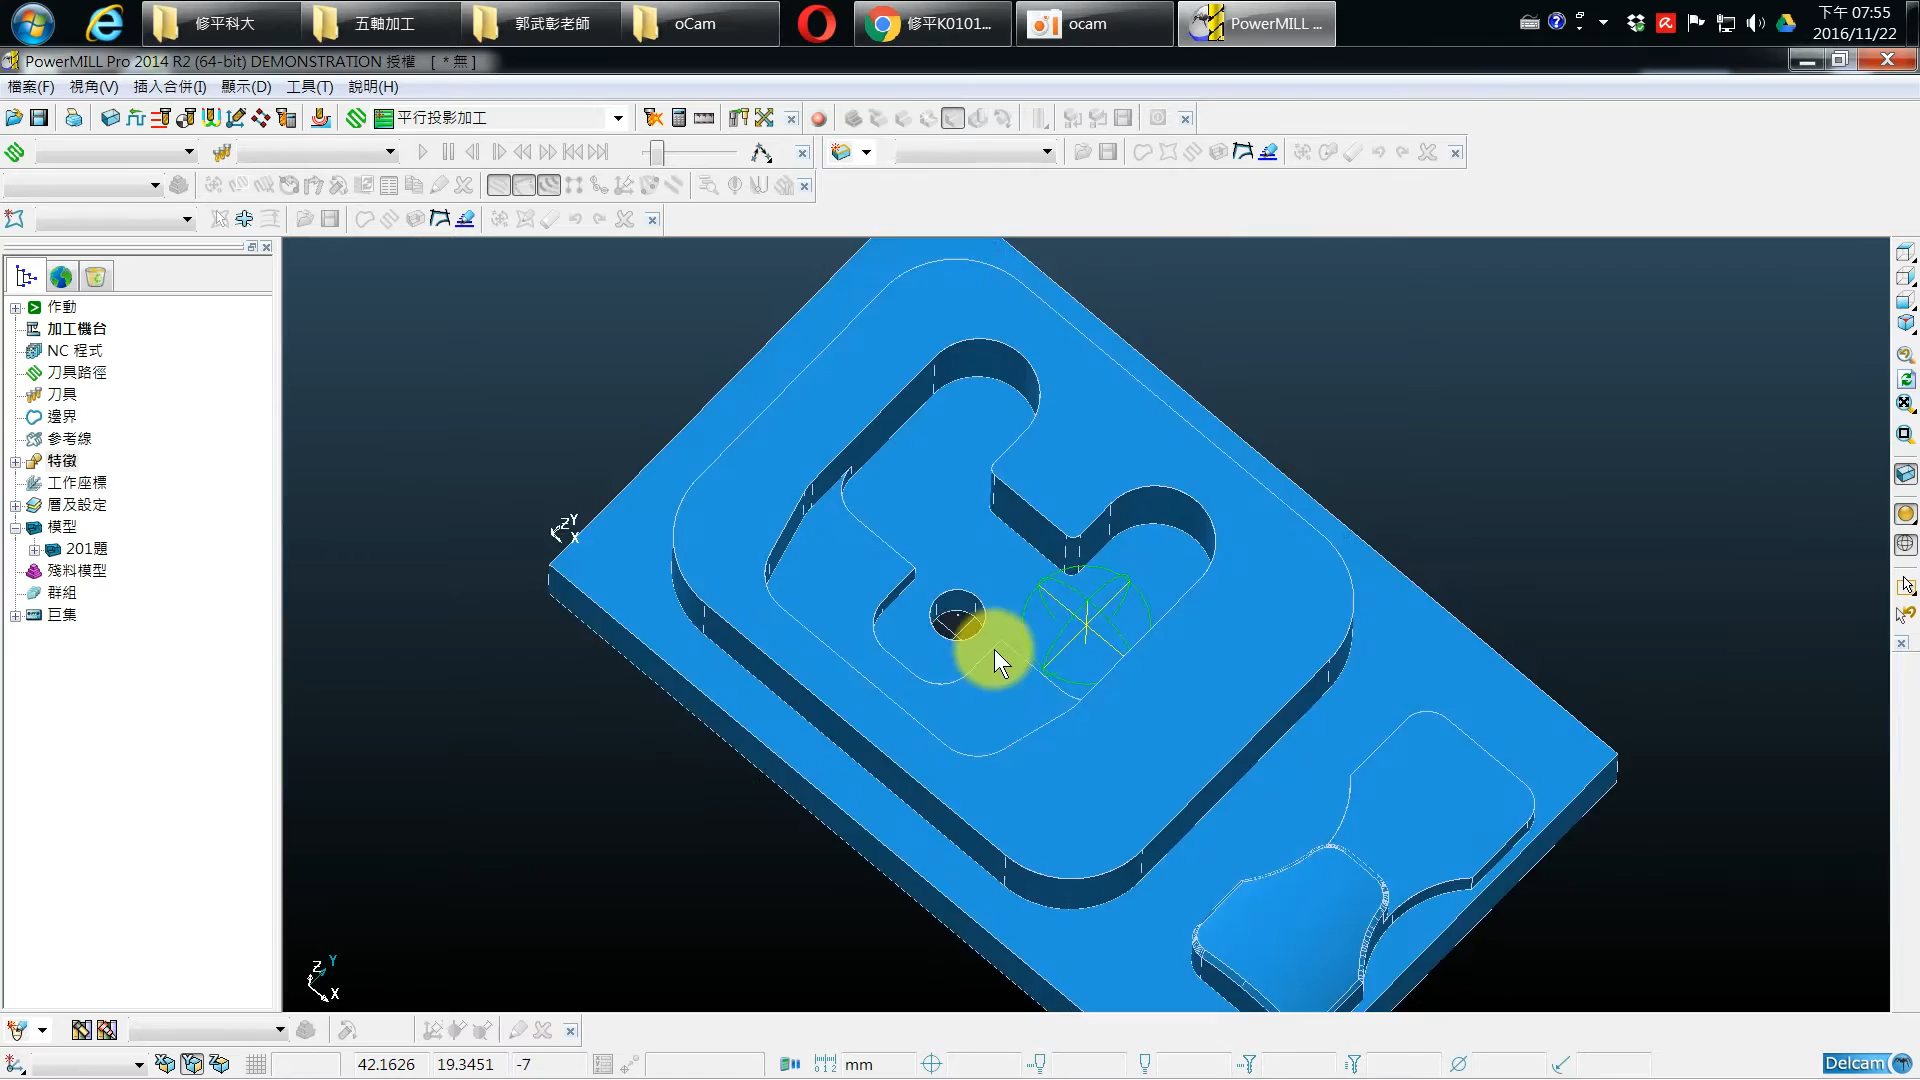 修平科大
五軸加工
郭武彰老師
oCam
修平K0101...
ocam
PowerMILL ...
下午 07:55
2016/11/22
PowerMILL Pro 2014 R2 (64-bit) DEMONSTRATION 授權 [ * 無 ]
檔案(F) 視角(V) 插入合併(I) 顯示(D) 工具(T) 說明(H)
平行投影加工
作動
加工機台
NC 程式
刀具路徑
刀具
邊界
參考線
特徵
工作座標
層及設定
模型
201題
殘料模型
群組
巨集
Z Y
X
Z Y
X
42.1626 19.3451 -7 mm
Delcam